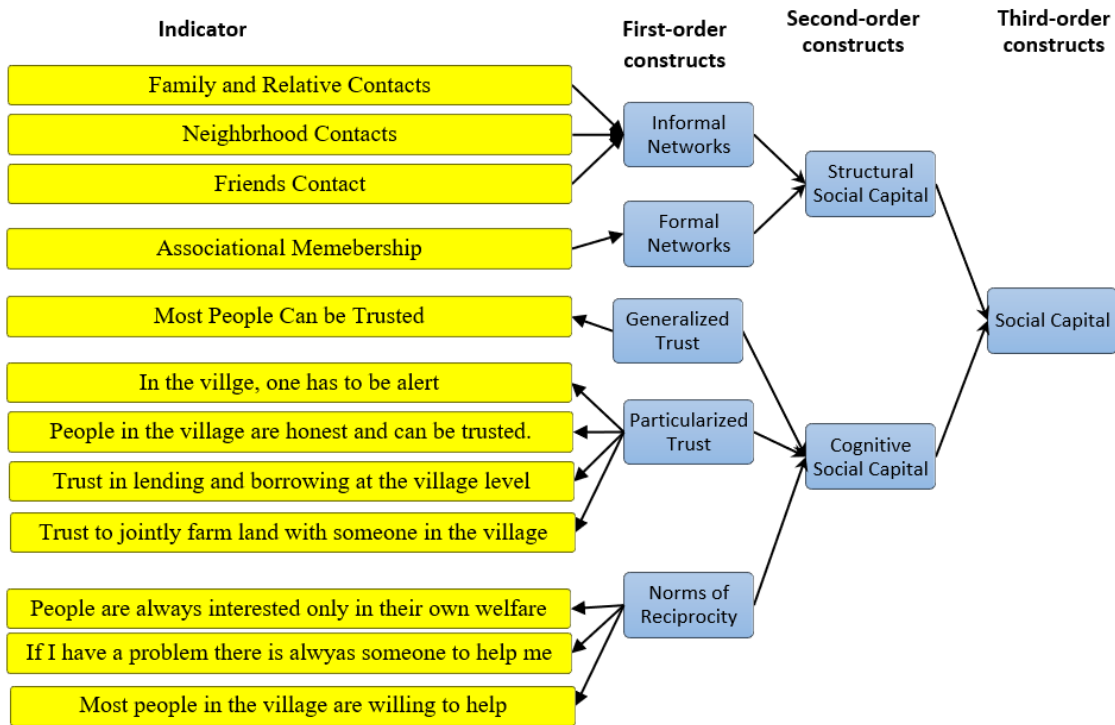 Indicator
First-order
constructs
Second-order
constructs
Third-order
constructs
Family and Relative Contacts
Neighbrhood Contacts
Friends Contact
Associational Memebership
Most People Can be Trusted
In the villge, one has to be alert
People in the village are honest and can be trusted.
Trust in lending and borrowing at the village level
Trust to jointly farm land with someone in the village
People are always interested only in their own welfare
If I have a problem there is alwyas someone to help me
Most people in the village are willing to help
Informal
Networks
Formal
Networks
Generalized
Trust
Particularized
Trust
Norms of
Reciprocity
Structural
Social Capital
Cognitive
Social Capital
Social Capital